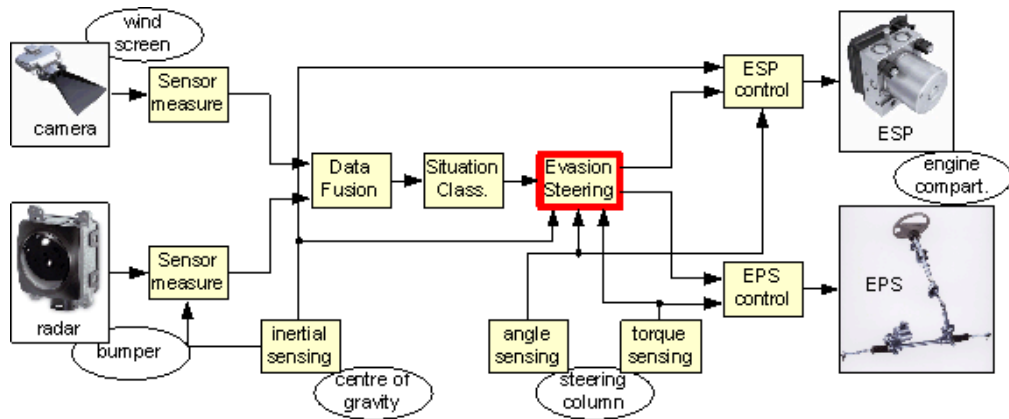 wind
screen
camera
Sensor
measure
ESP
control
ESP
engine
compart.
Data
Fusion
Situation
Class.
Evasion
Steering
radar
Sensor
measure
bumper
inertial
sensing
centre of
gravity
angle
sensing
torque
sensing
steering
column
EPS
control
EPS